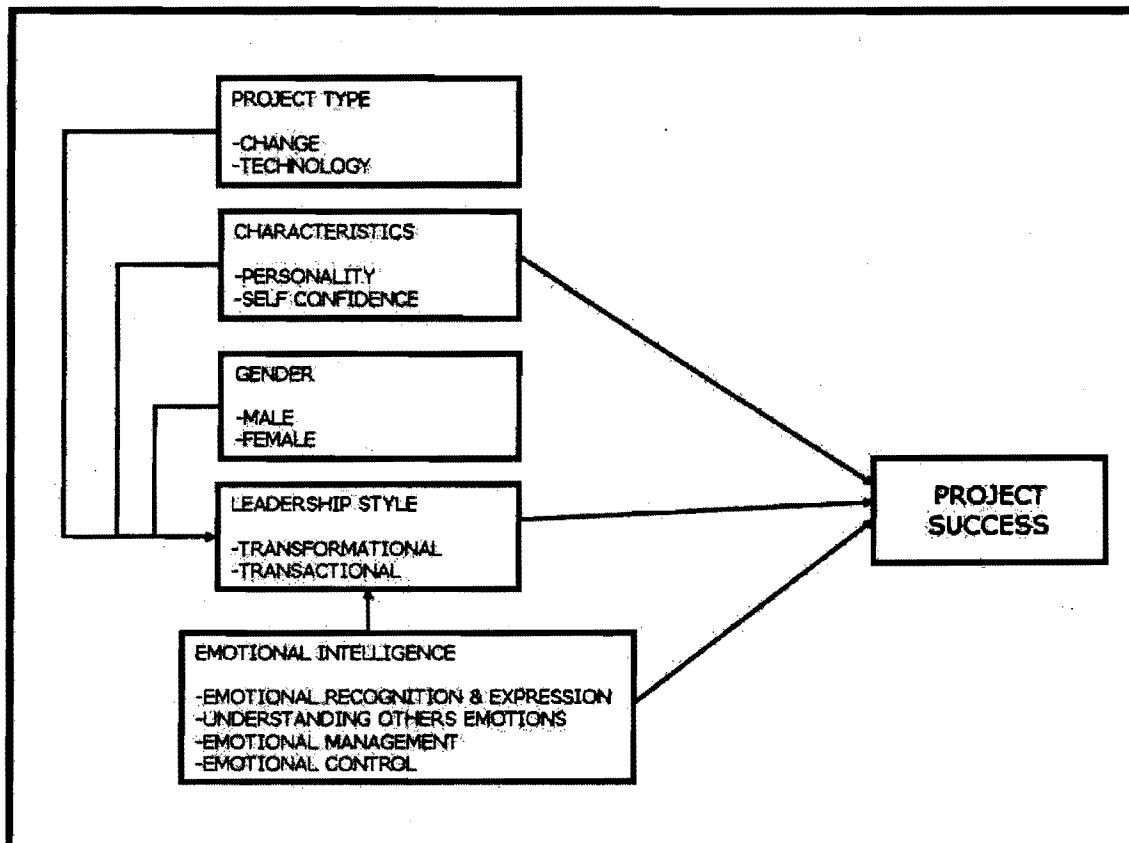 PROJECT TYPE
-CHANGE
-TECHNOLOGY
CHARACTERISTICS
-PERSONALITY
-SELF CONFIDENCE
GENDER
-MALE
-FEMALE
LEADERSHIP STYLE
-TRANSFORMATIONAL
-TRANSACTIONAL
EMOTIONAL INTELLIGENCE
-EMOTIONAL RECOGNITION & EXPRESSION
-UNDERSTANDING OTHERS EMOTIONS
-EMOTIONAL MANAGEMENT
-EMOTIONAL CONTROL
PROJECT
SUCCESS